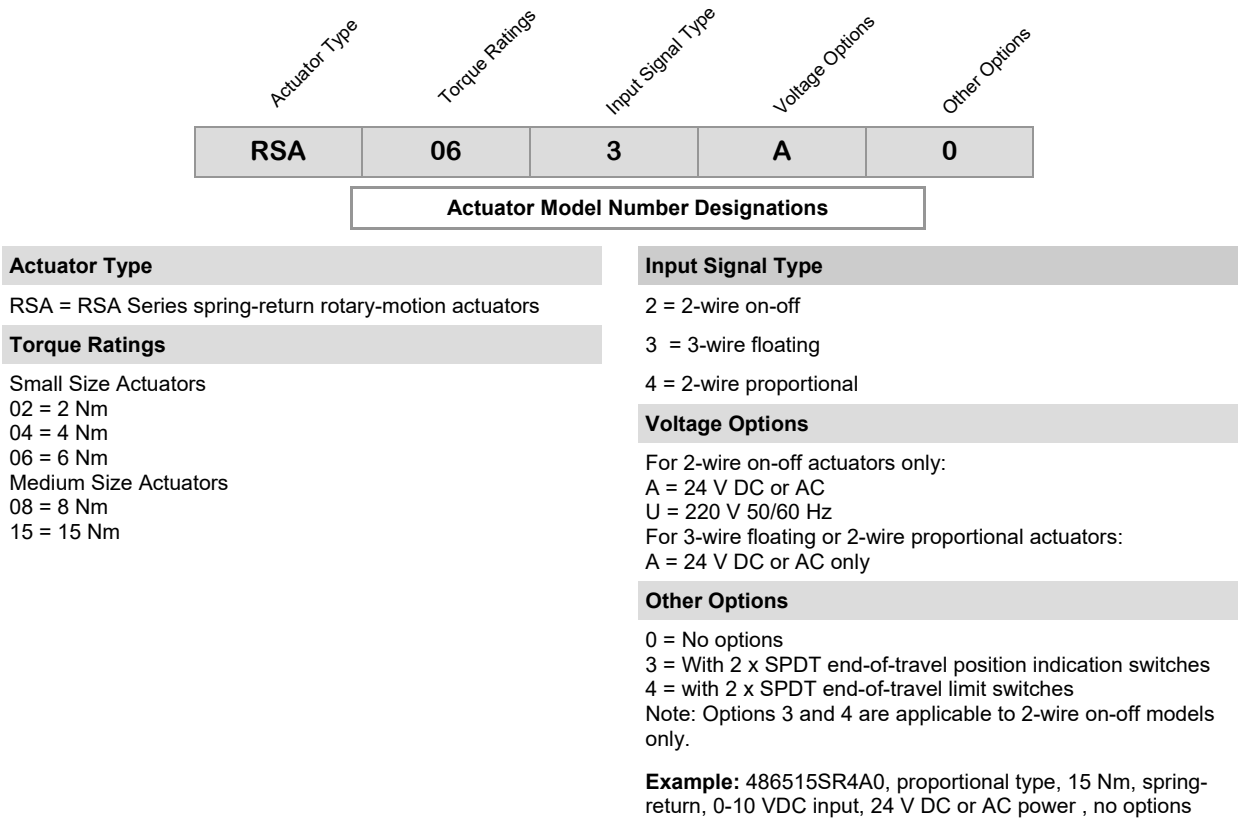 Actuator Type
Torque Ratings
Input Signal Type
Voltage Options
Other Options
RSA 06 3 A 0
Actuator Model Number Designations
Actuator Type
RSA = RSA Series spring-return rotary-motion actuators
Torque Ratings
Small Size Actuators
02 = 2 Nm
04 = 4 Nm
06 = 6 Nm
Medium Size Actuators
08 = 8 Nm
15 = 15 Nm
Input Signal Type
2 = 2-wire on-off
3 = 3-wire floating
4 = 2-wire proportional
Voltage Options
For 2-wire on-off actuators only:
A = 24 V DC or AC
U = 220 V 50/60 Hz
For 3-wire floating or 2-wire proportional actuators:
A = 24 V DC or AC only
Other Options
0 = No options
3 = With 2 x SPDT end-of-travel position indication switches
4 = with 2 x SPDT end-of-travel limit switches
Note: Options 3 and 4 are applicable to 2-wire on-off models
only.
Example: 486515SR4A0, proportional type, 15 Nm, spring-
return, 0-10 VDC input, 24 V DC or AC power , no options